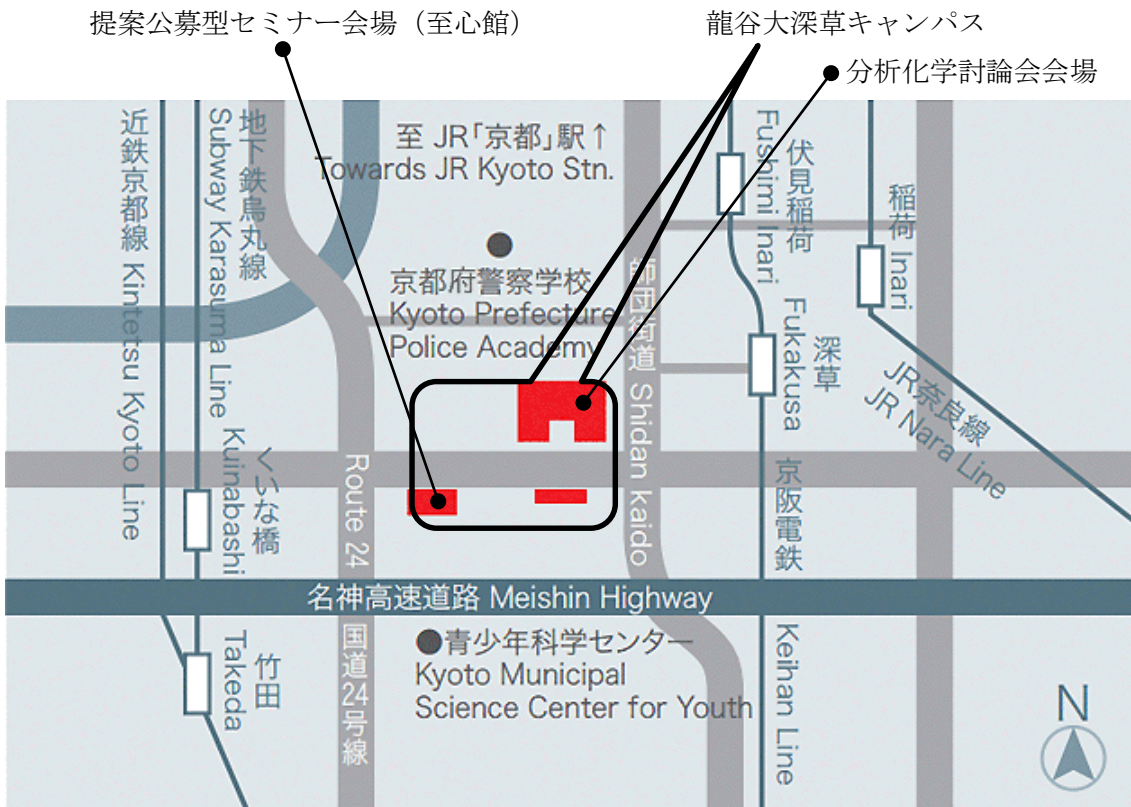 提案公募型セミナー会場（至心館）
龍谷大深草キャンパス
分析化学討論会会場
近鉄京都線 Kintetsu Kyoto Line
地下鉄烏丸線
Subway Karasuma Line
至 JR「京都」駅↑
Towards JR Kyoto Stn.
京都府警察学校
Kyoto Prefecture
Police Academy
師団街道 Shidan kaido
伏見稲荷
Fushimi Inari
稲荷 Inari
深草
Fukakusa
JR奈良線
JR Nara Line
くいな橋
Kuinabashi
Route 24
京阪電鉄
名神高速道路 Meishin Highway
竹田
Takeda
国道24号線
青少年科学センター
Kyoto Municipal
Science Center for Youth
Keihan Line
N